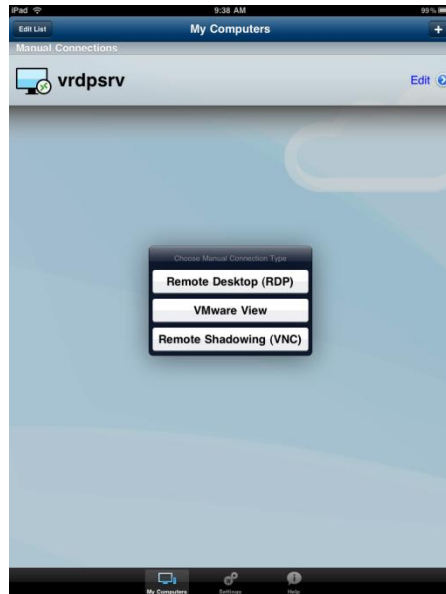 iPad 9:38 AM 99%
Edit List My Computers +
Manual Connections
vrdpsrv Edit
Choose Manual Connection Type
Remote Desktop (RDP)
VMware View
Remote Shadowing (VNC)
My Computers Settings Help